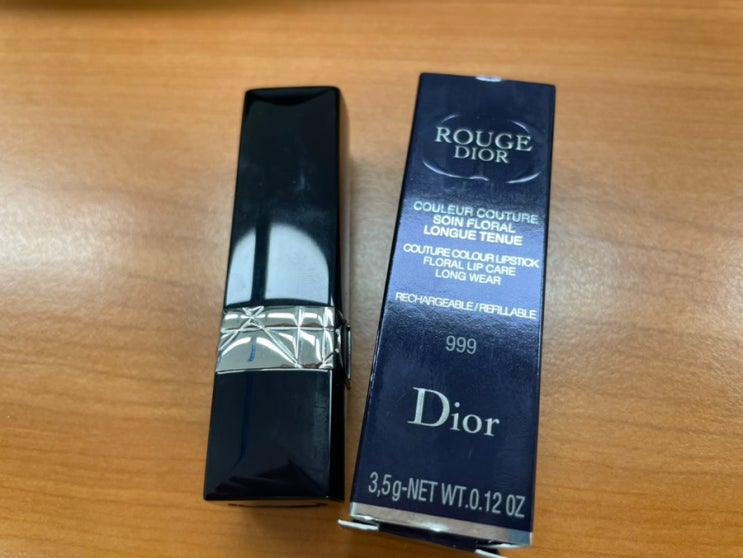 ROUGE
DIOR
COULEUR COUTURE
SOIN FLORAL
LONGUE TENUE
COUTURE COLOUR LIPSTICK
FLORAL LIP CARE
LONG WEAR
RECHARGEABLE/REFILLABLE
999
Dior
3,5g-NET WT.0.12 OZ